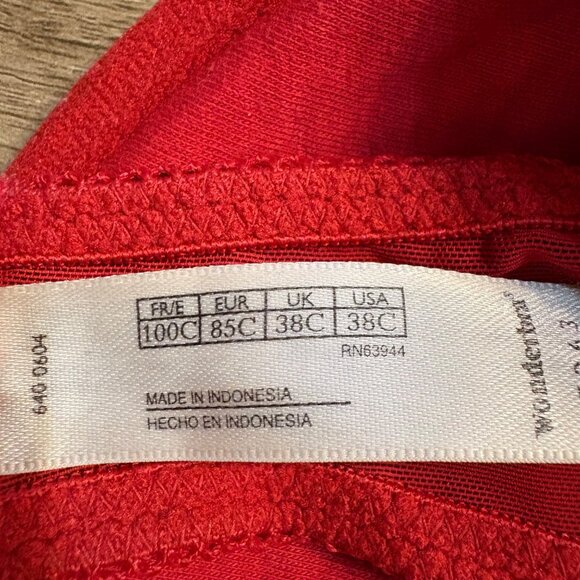 FR/E EUR UK USA
100C 85C 38C 38C
RN63944
MADE IN INDONESIA
HECHO EN INDONESIA
640 0604
wonderbra®